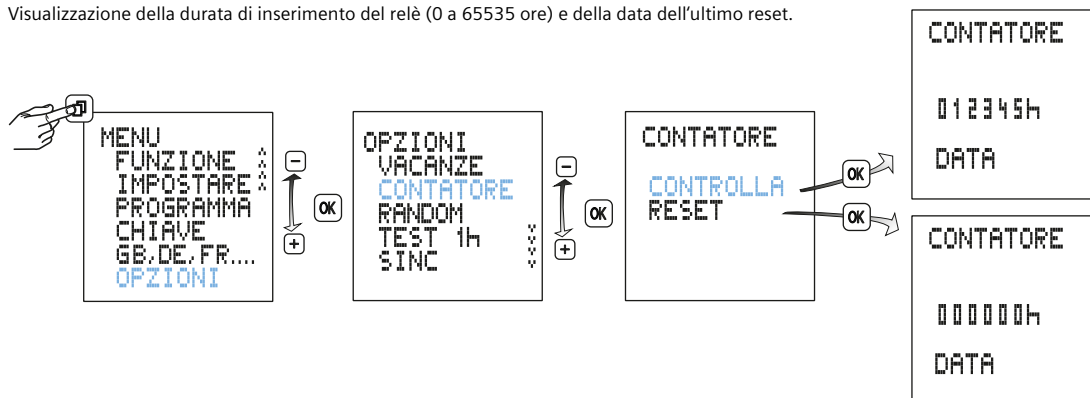 Visualizzazione della durata di inserimento del relè (0 a 65535 ore) e della data dell'ultimo reset.
MENU
FUNZIONE
IMPOSTARE
PROGRAMMA
CHIAVE
GB,DE,FR....
OPZIONI
−
+
OK
OPZIONI
VACANZE
CONTATORE
RANDOM
TEST 1h
SINC
−
+
OK
CONTATORE
CONTROLLA
RESET
OK
OK
CONTATORE
012345h
DATA
CONTATORE
000000h
DATA